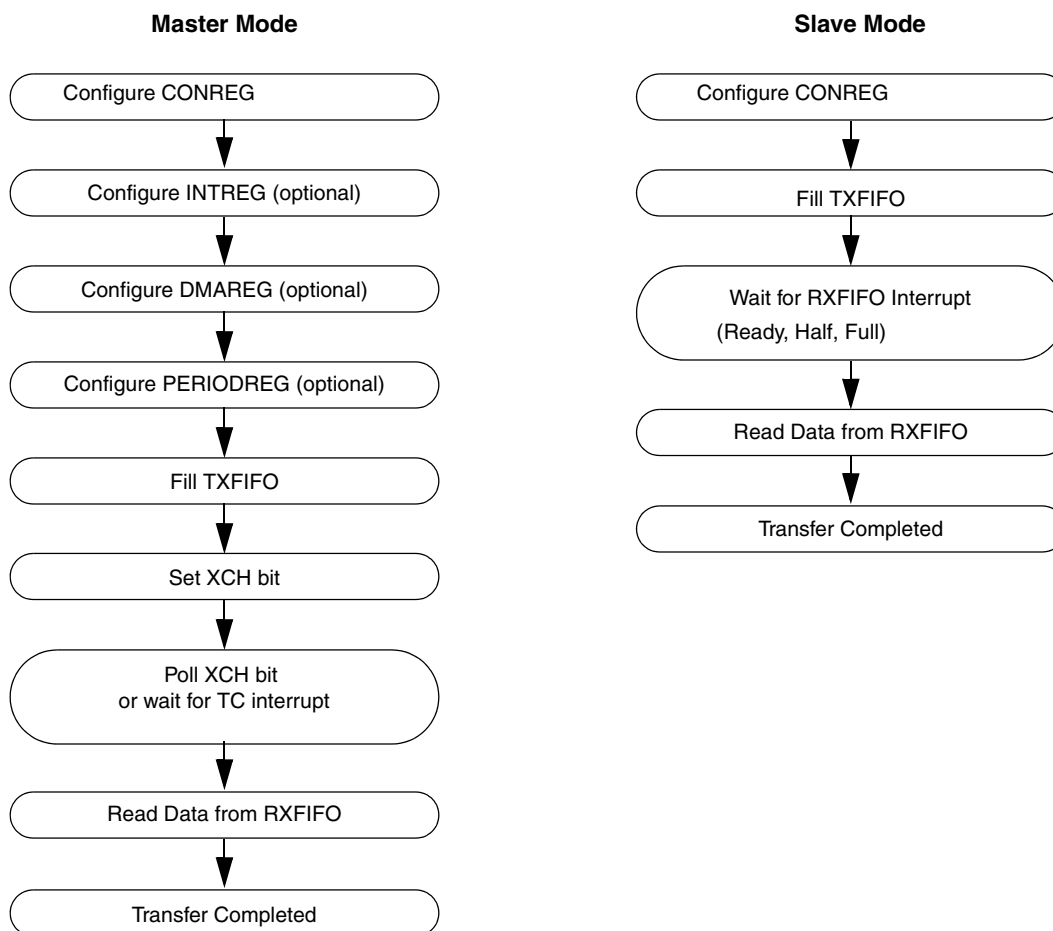 Master Mode
Configure CONREG
Configure INTREG (optional)
Configure DMAREG (optional)
Configure PERIODREG (optional)
Fill TXFIFO
Set XCH bit
Poll XCH bit
or wait for TC interrupt
Read Data from RXFIFO
Transfer Completed
Slave Mode
Configure CONREG
Fill TXFIFO
Wait for RXFIFO Interrupt
(Ready, Half, Full)
Read Data from RXFIFO
Transfer Completed